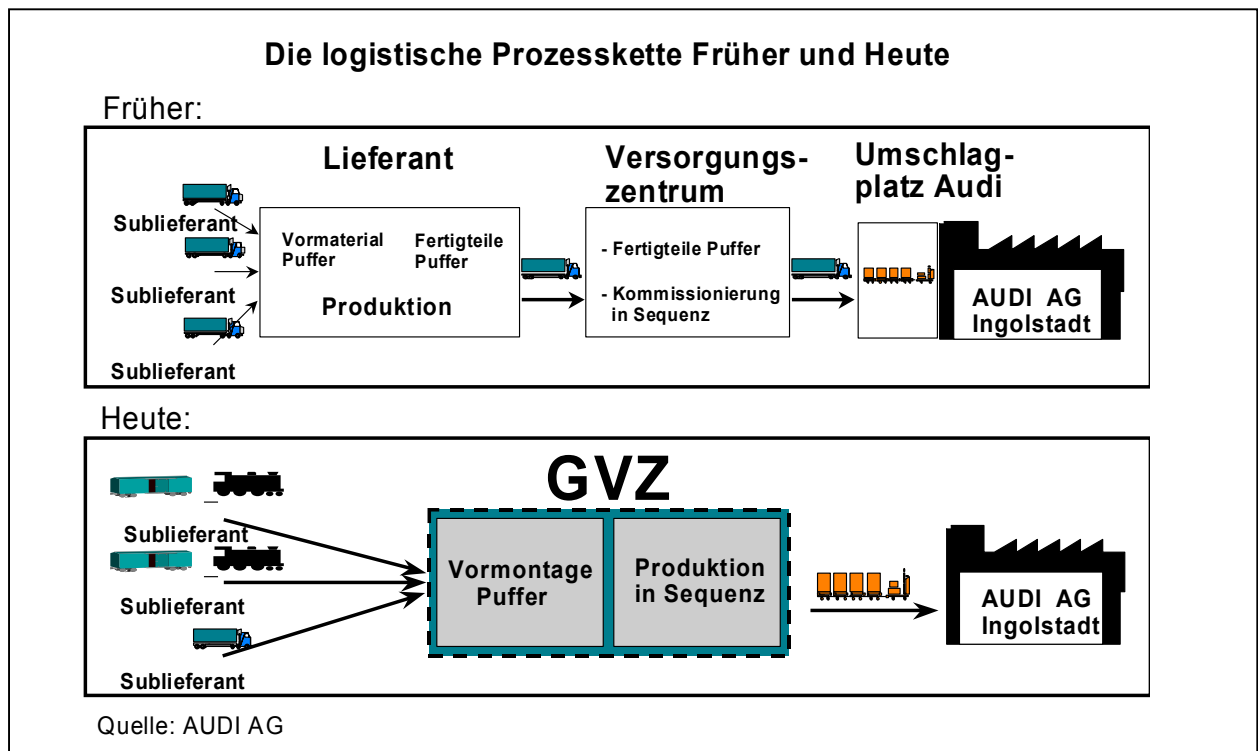 Die logistische Prozesskette Früher und Heute
Früher:
Lieferant
Versorgungs-
zentrum
Umschlag-
platz Audi
Sublieferant
Sublieferant
Sublieferant
Vormaterial
Puffer
Fertigteile
Puffer
Produktion
- Fertigteile Puffer
- Kommissionierung
in Sequenz
AUDI AG
Ingolstadt
Heute:
GVZ
Sublieferant
Sublieferant
Sublieferant
Vormontage
Puffer
Produktion
in Sequenz
AUDI AG
Ingolstadt
Quelle: AUDI AG